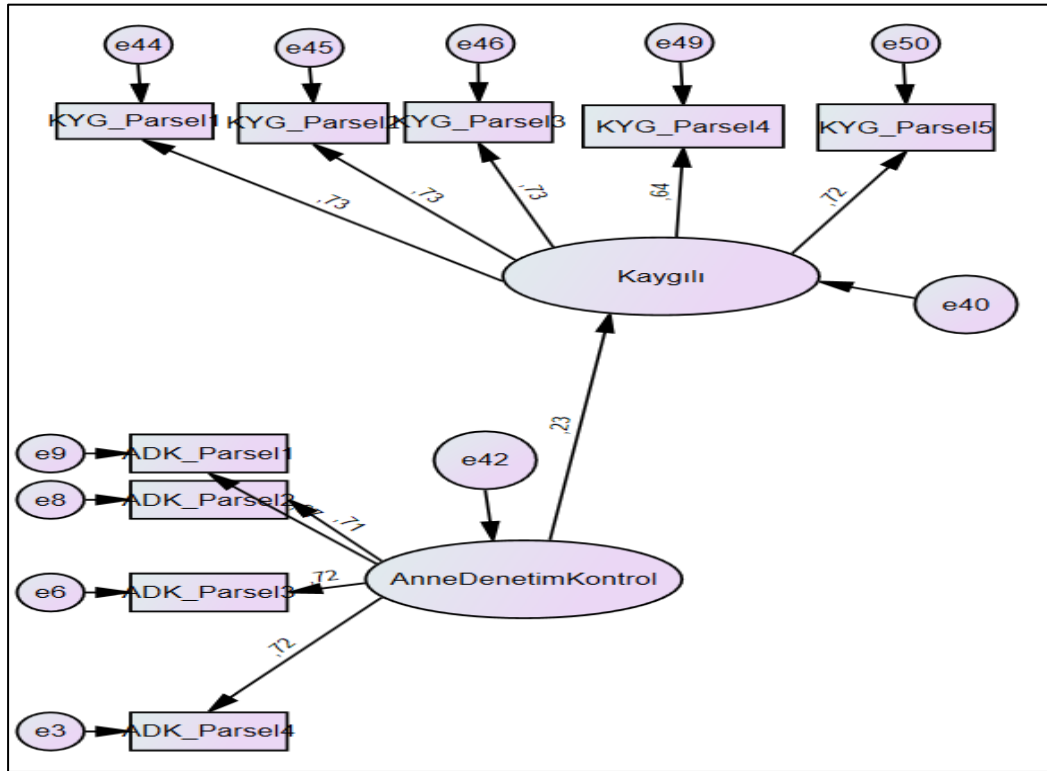 e44
e45
e46
e49
e50
KYG_Parsel1
KYG_Parsel2
KYG_Parsel3
KYG_Parsel4
KYG_Parsel5
,73
,73
,73
,64
,72
Kaygılı
e40
,23
e9
ADK_Parsel1
e42
e8
ADK_Parsel2
,71
e6
ADK_Parsel3
,72
AnneDenetimKontrol
,72
e3
ADK_Parsel4